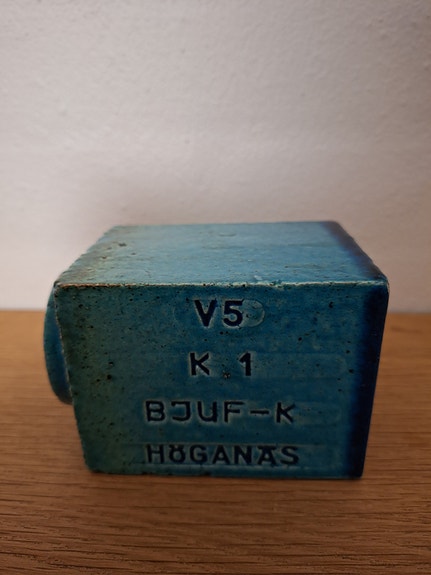 V5
K 1
BJUF-K
HÖGANÄS